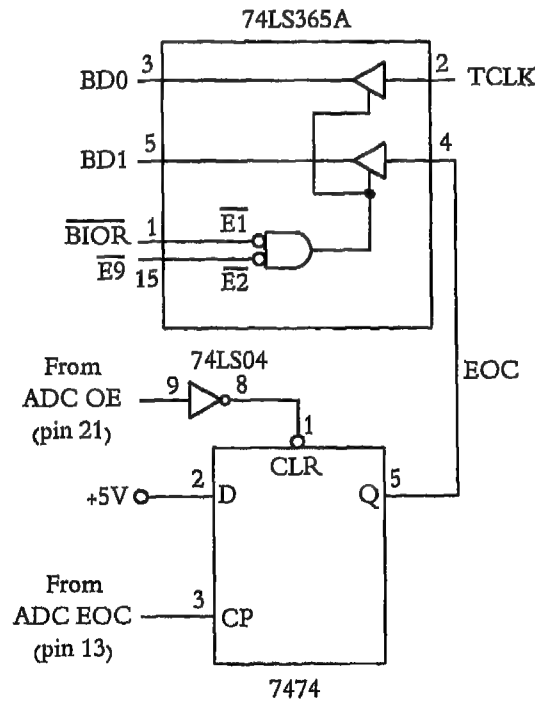 74LS365A
BD0 3 2 TCLK
BD1 5 4
BIOR 1 E1
E9 15 E2
EOC
74LS04
From
ADC OE
(pin 21)
9 8
1
CLR
+5V 2 D Q 5
From
ADC EOC
(pin 13)
3 CP
7474